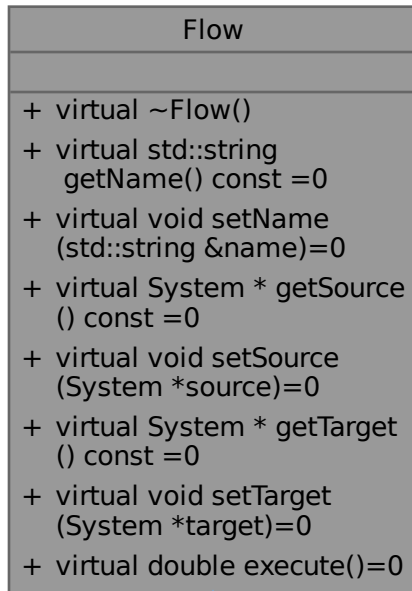 Flow
+ virtual ~Flow()
+ virtual std::string
getName() const =0
+ virtual void setName
(std::string &name)=0
+ virtual System * getSource
() const =0
+ virtual void setSource
(System *source)=0
+ virtual System * getTarget
() const =0
+ virtual void setTarget
(System *target)=0
+ virtual double execute()=0